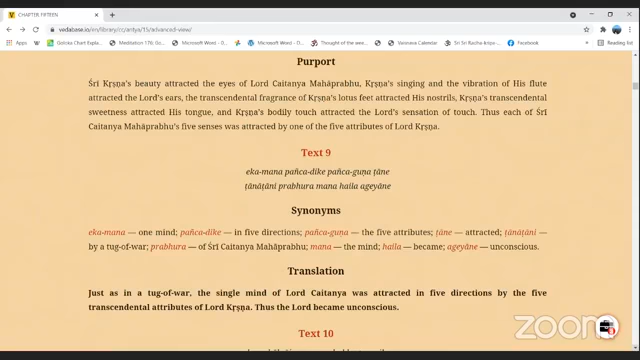 CHAPTER FIFTEEN
vedabase.io/en/library/cc/antya/15/advanced-view/
Goloka Chart Explai... Meditation 176: Go... Microsoft Word - O... Microsoft Word - O... WordPress Thought of the awe... Calendar Vaisnava Calendar Sri Sri Radha-krpa-... Facebook Reading list
Purport
Śrī Kṛṣṇa's beauty attracted the eyes of Lord Caitanya Mahāprabhu, Kṛṣṇa's singing and the vibration of His flute
attracted the Lord's ears, the transcendental fragrance of Kṛṣṇa's lotus feet attracted His nostrils, Kṛṣṇa's transcendental
sweetness attracted His tongue, and Kṛṣṇa's bodily touch attracted the Lord's sensation of touch. Thus each of Śrī
Caitanya Mahāprabhu's five senses was attracted by one of the five attributes of Lord Kṛṣṇa.
Text 9
eka-mana pañca-dike pañca-guṇa ṭāne
ṭānāṭāni prabhura mana haila ageyāne
Synonyms
eka-mana — one mind; pañca-dike — in five directions; pañca-guṇa — the five attributes; ṭāne — attracted; ṭānāṭāni —
by a tug-of-war; prabhura — of Śrī Caitanya Mahāprabhu; mana — the mind; haila — became; ageyāne — unconscious.
Translation
Just as in a tug-of-war, the single mind of Lord Caitanya was attracted in five directions by the five
transcendental attributes of Lord Kṛṣṇa. Thus the Lord became unconscious.
Text 10
zoom